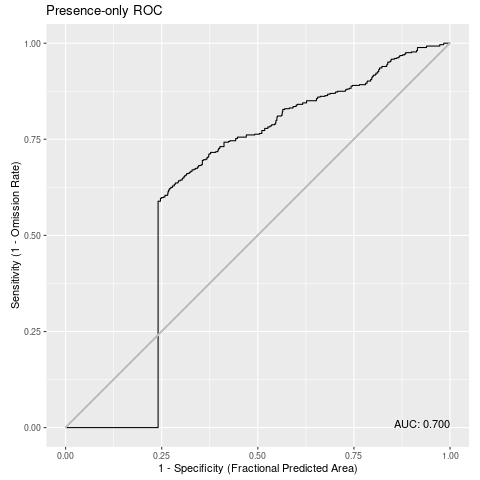 Presence-only ROC
Sensitivity (1 - Omission Rate)
1.00
0.75
0.50
0.25
0.00
AUC: 0.700
0.00 0.25 0.50 0.75 1.00
1 - Specificity (Fractional Predicted Area)